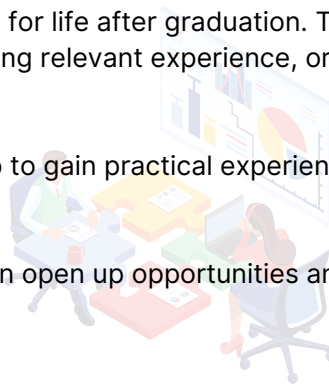 for life after graduation. T
ng relevant experience, or
to gain practical experien
n open up opportunities an